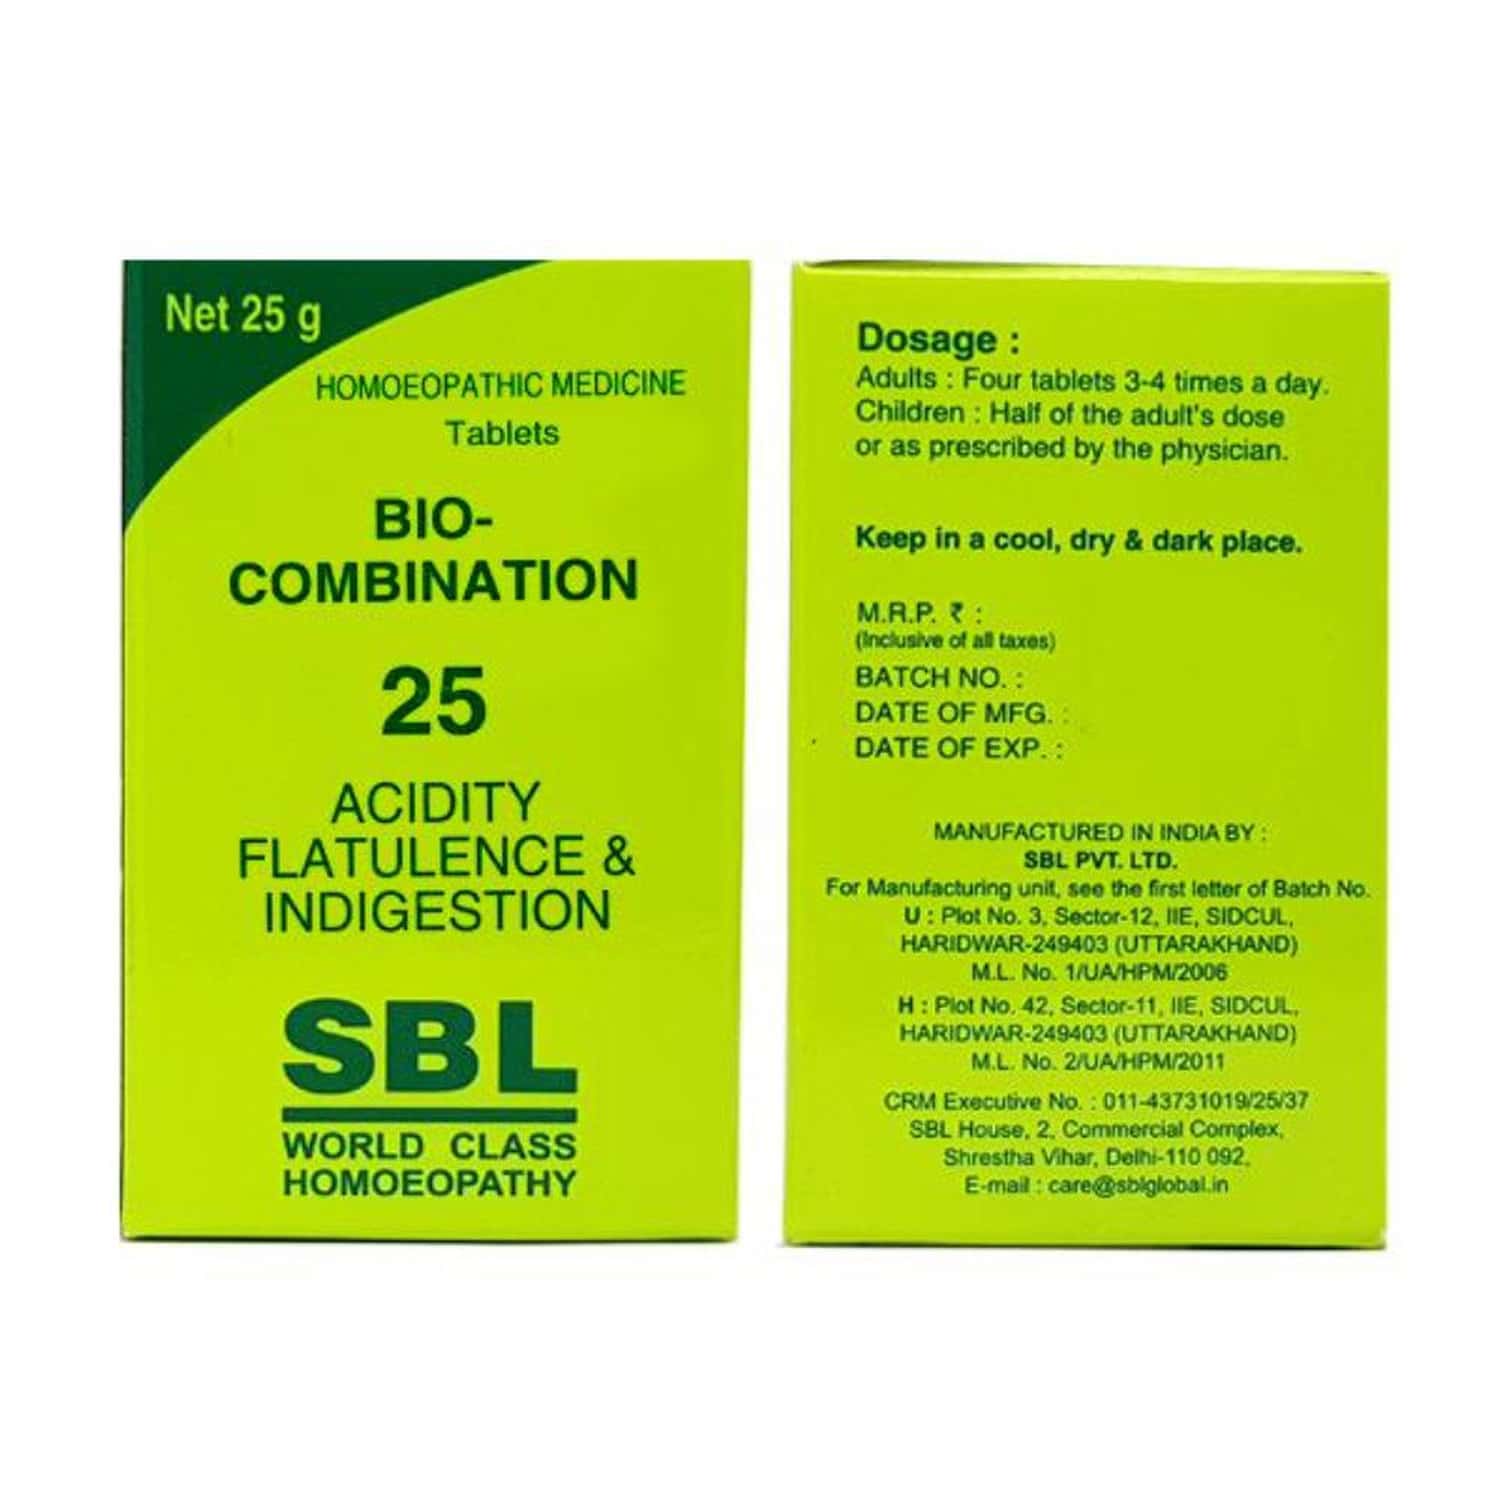 Net 25 g
HOMOEOPATHIC MEDICINE
Tablets
BIO-
COMBINATION
25
ACIDITY
FLATULENCE &
INDIGESTION
SBL
WORLD CLASS
HOMOEOPATHY
Dosage :
Adults : Four tablets 3-4 times a day.
Children : Half of the adult's dose
or as prescribed by the physician.
Keep in a cool, dry & dark place.
M.R.P. ₹ :
(Inclusive of all taxes)
BATCH NO. :
DATE OF MFG. :
DATE OF EXP. :
MANUFACTURED IN INDIA BY :
SBL PVT. LTD.
For Manufacturing unit, see the first letter of Batch No.
U : Plot No. 3, Sector-12, IIE, SIDCUL,
HARIDWAR-249403 (UTTARAKHAND)
M.L. No. 1/UA/HPM/2006
H : Plot No. 42, Sector-11, IIE, SIDCUL,
HARIDWAR-249403 (UTTARAKHAND)
M.L. No. 2/UA/HPM/2011
CRM Executive No. : 011-43731019/25/37
SBL House, 2, Commercial Complex,
Shrestha Vihar, Delhi-110 092,
E-mail : care@sblglobal.in